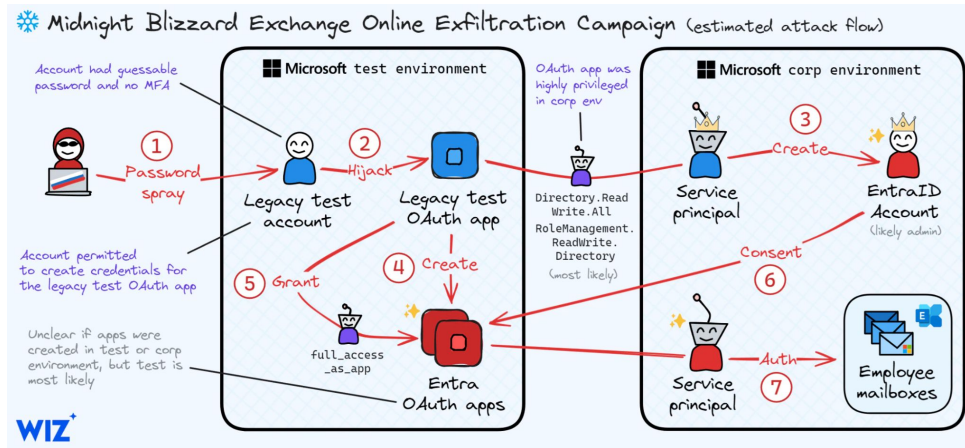 Midnight Blizzard Exchange Online Exfiltration Campaign (estimated attack flow)
Microsoft test environment
Microsoft corp environment
Account had guessable
password and no MFA
OAuth app was
highly privileged
in corp env
1
Password
spray
2
Hijack
3
Create
Legacy test
account
Legacy test
OAuth app
Directory.Read
Write.All
RoleManagement.
ReadWrite.
Directory
(most likely)
Service
principal
EntraID
Account
(likely admin)
Account permitted
to create credentials for
the legacy test OAuth app
5
Grant
4
Create
Consent
6
Unclear if apps were
created in test or corp
environment, but test is
most likely
full_access
_as_app
Entra
OAuth apps
Service
principal
Auth
7
E
Employee
mailboxes
WIZ